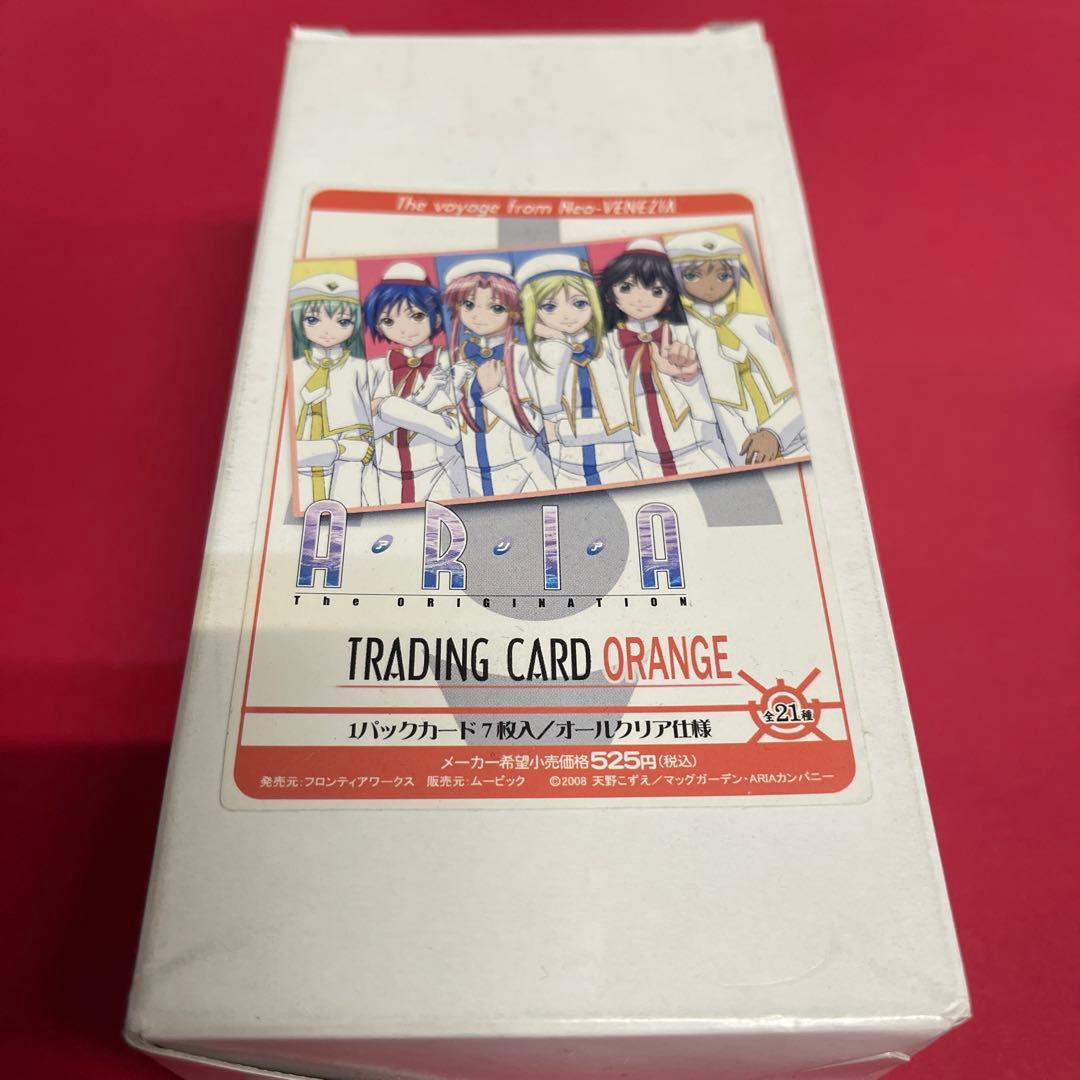 The voyage from Neo-VENEZIA
A・R・I・A
ア リ ア
The ORIGINATION
TRADING CARD ORANGE
全21種
1パックカード7枚入/オールクリア仕様
メーカー希望小売価格525円(税込)
発売元:フロンティアワークス 販売元:ムービック ©2008 天野こずえ/マッグガーデン・ARIAカンパニー